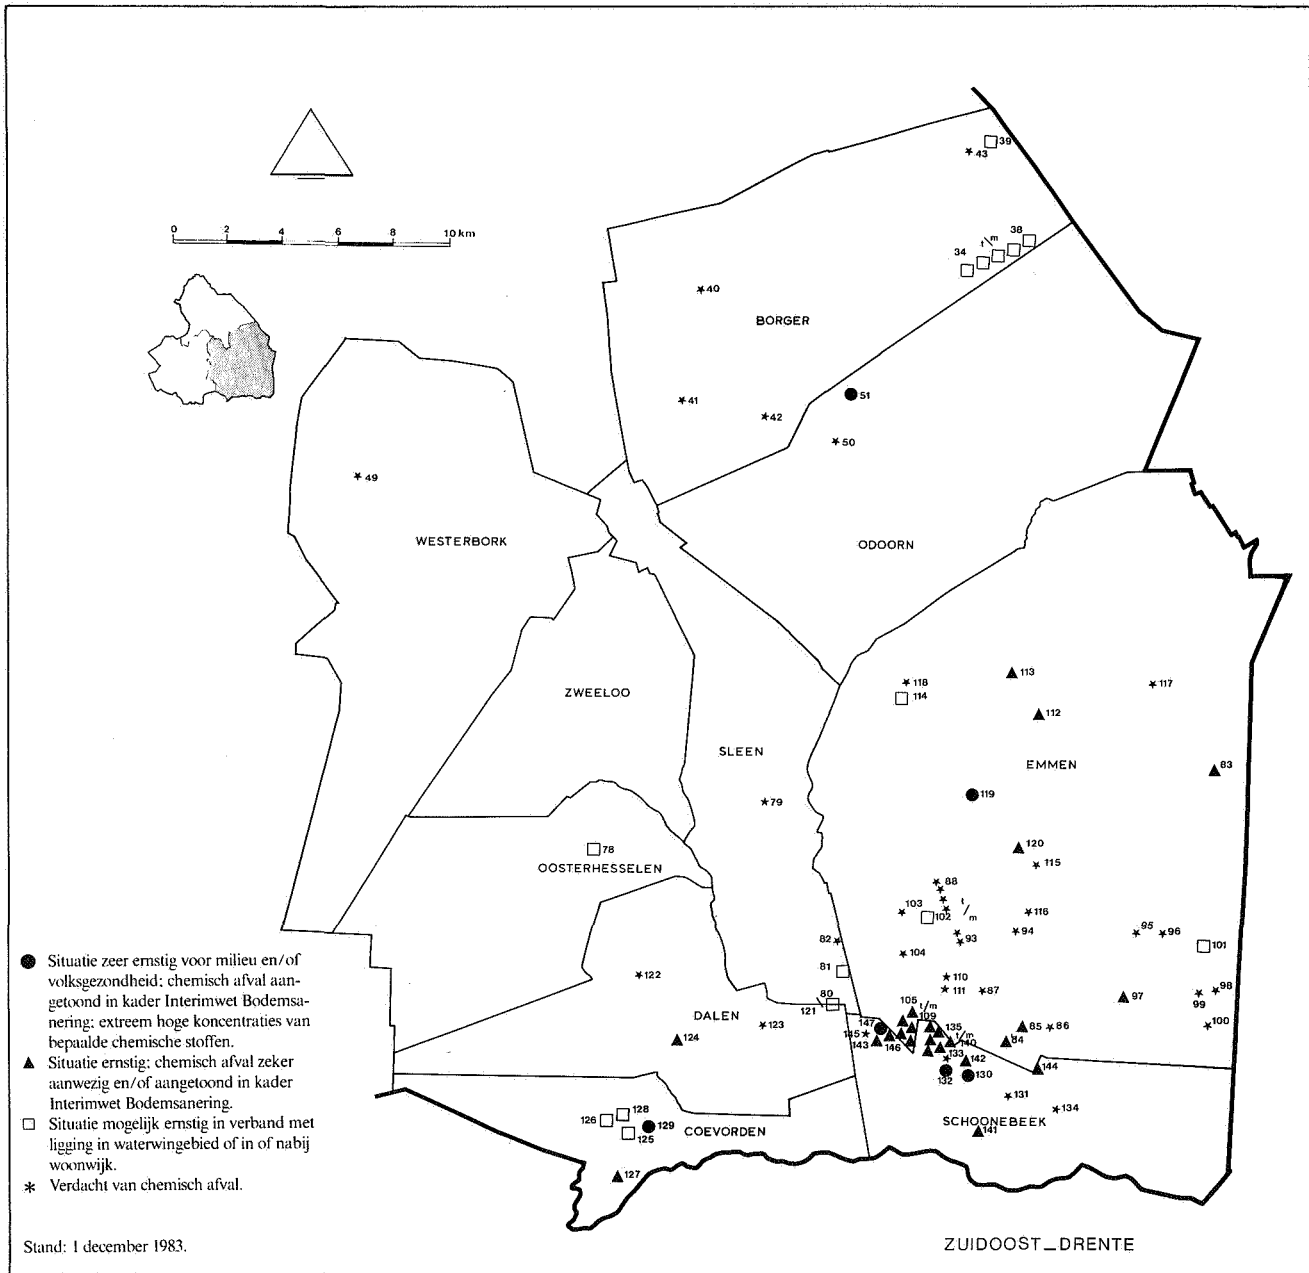 39
43
0 2 4 6 8 10 km
38
t/m
34
40
BORGER
41
42
51
50
49
WESTERBORK
ODOORN
118
113
117
114
112
ZWEELOO
SLEEN
EMMEN
83
79
119
78
OOSTERHESSELEN
120
115
88
103
t/m
102
116
82
93
94
95
96
101
104
81
122
110
111
87
98
99
97
80
121
105 t/m
109
100
DALEN
123
147
135
85
86
124
145
143
146
t/m
140
84
133
142
144
132
130
131
134
128
126
129
125
COEVORDEN
SCHOONEBEEK
141
127
Situatie zeer ernstig voor milieu en/of
volksgezondheid; chemisch afval aan-
getoond in kader Interimwet Bodemsa-
nering; extreem hoge koncentraties van
bepaalde chemische stoffen.
Situatie ernstig; chemisch afval zeker
aanwezig en/of aangetoond in kader
Interimwet Bodemsanering.
Situatie mogelijk ernstig in verband met
ligging in waterwingebied of in of nabij
woonwijk.
Verdacht van chemisch afval.
Stand: 1 december 1983.
ZUIDOOST_DRENTE